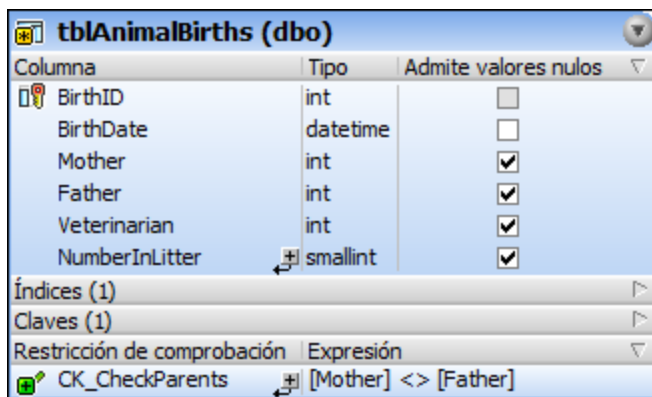 tblAnimalBirths (dbo)
Columna Tipo Admite valores nulos
BirthID int
BirthDate datetime
Mother int
Father int
Veterinarian int
NumberInLitter smallint
Índices (1)
Claves (1)
Restricción de comprobación Expresión
CK_CheckParents [Mother] <> [Father]